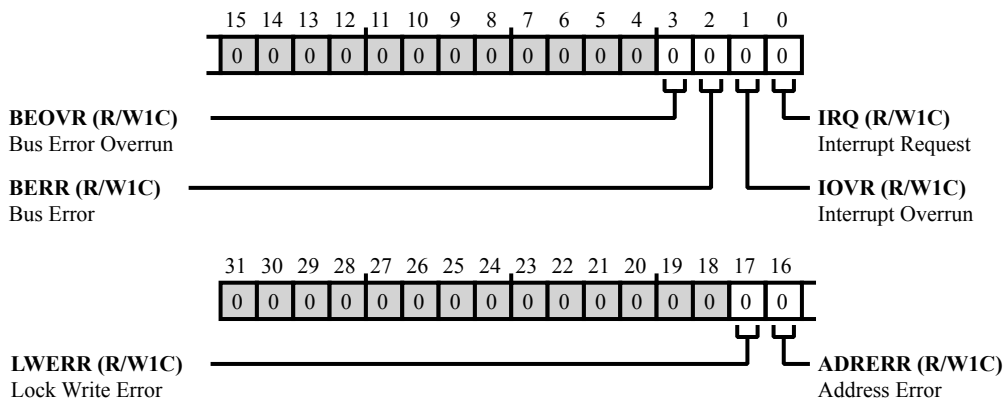 15 14 13 12 11 10 9 8 7 6 5 4 3 2 1 0
0 0 0 0 0 0 0 0 0 0 0 0 0 0 0 0
BEOVR (R/W1C)
Bus Error Overrun
IRQ (R/W1C)
Interrupt Request
BERR (R/W1C)
Bus Error
IOVR (R/W1C)
Interrupt Overrun
31 30 29 28 27 26 25 24 23 22 21 20 19 18 17 16
0 0 0 0 0 0 0 0 0 0 0 0 0 0 0 0
LWERR (R/W1C)
Lock Write Error
ADRERR (R/W1C)
Address Error